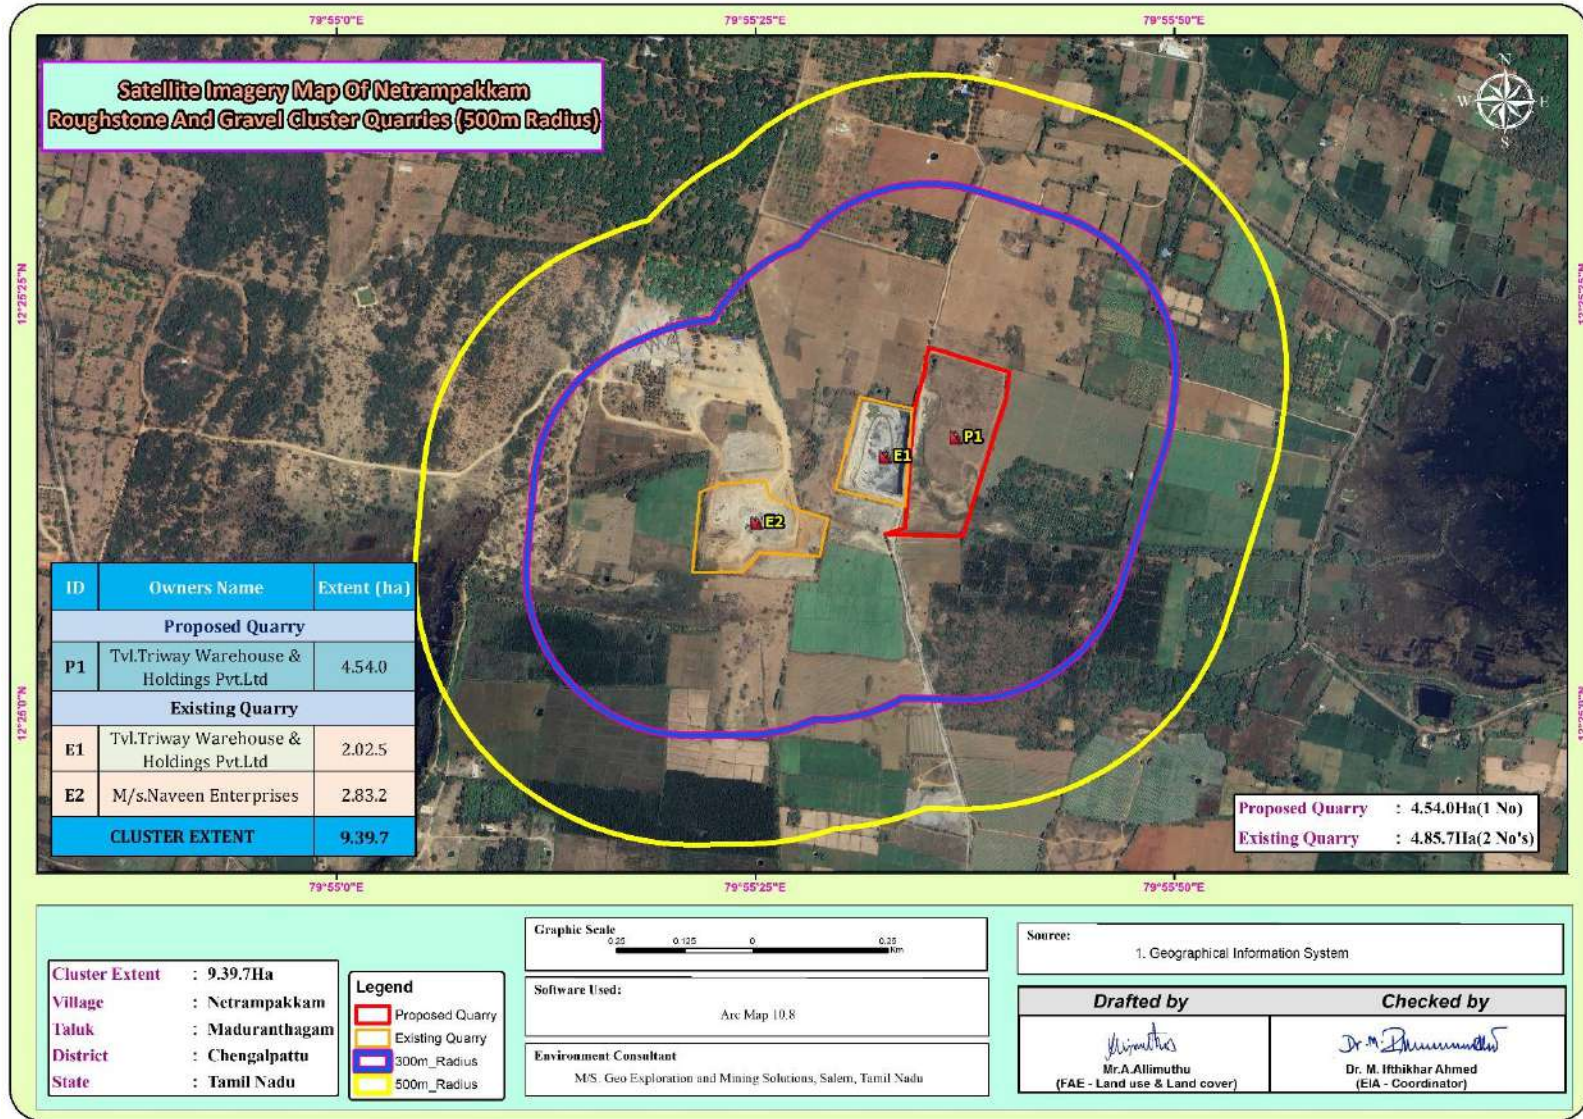 79°55'0"E 79°55'25"E 79°55'50"E
Satellite Imagery Map Of Netrampakkam
Roughstone And Gravel Cluster Quarries (500m Radius)
N
W E
S
12°25'25"N
12°25'25"N
P1
E1
E2
ID Owners Name Extent (ha)
Proposed Quarry
P1 Tvl.Triway Warehouse & Holdings Pvt.Ltd 4.54.0
Existing Quarry
E1 Tvl.Triway Warehouse & Holdings Pvt.Ltd 2.02.5
E2 M/s.Naveen Enterprises 2.83.2
CLUSTER EXTENT 9.39.7
12°25'0"N
12°25'0"N
Proposed Quarry : 4.54.0Ha(1 No)
Existing Quarry : 4.85.7Ha(2 No's)
79°55'0"E 79°55'25"E 79°55'50"E
Cluster Extent : 9.39.7Ha
Village : Netrampakkam
Taluk : Maduranthagam
District : Chengalpattu
State : Tamil Nadu
Legend
Proposed Quarry
Existing Quarry
300m_Radius
500m_Radius
Graphic Scale
0.25 0.125 0 0.25
Km
Software Used:
Arc Map 10.8
Environment Consultant
M/S. Geo Exploration and Mining Solutions, Salem, Tamil Nadu
Source:
1. Geographical Information System
Drafted by Checked by
Mr.A.Allimuthu
(FAE - Land use & Land cover)
Dr. M. Ifthikhar Ahmed
(EIA - Coordinator)